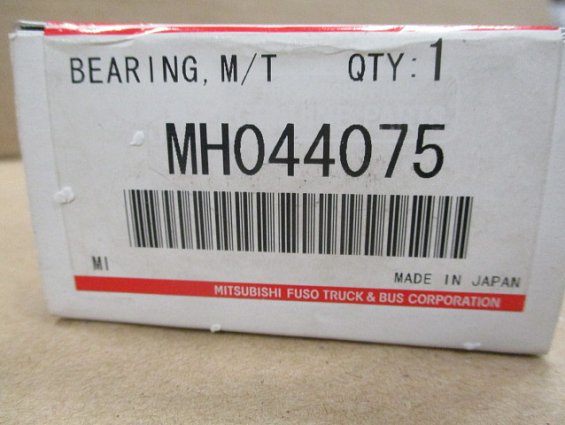 BEARING, M/T QTY: 1
MH044075
MI
MADE IN JAPAN
MITSUBISHI FUSO TRUCK & BUS CORPORATION